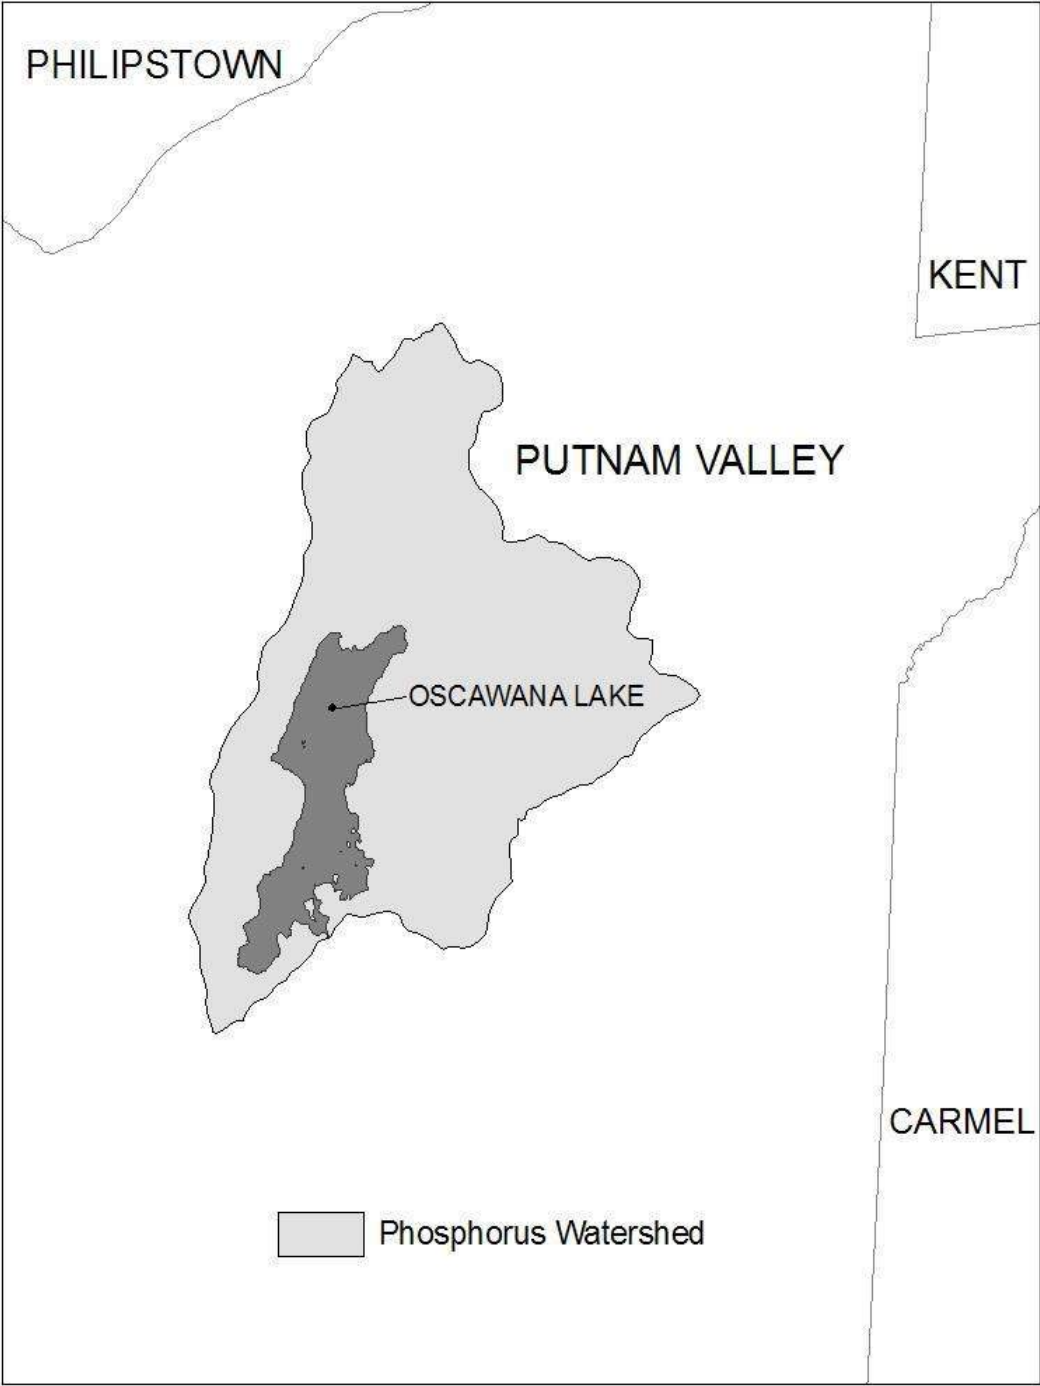 PHILIPSTOWN
KENT
PUTNAM VALLEY
OSCAWANA LAKE
CARMEL
Phosphorus Watershed